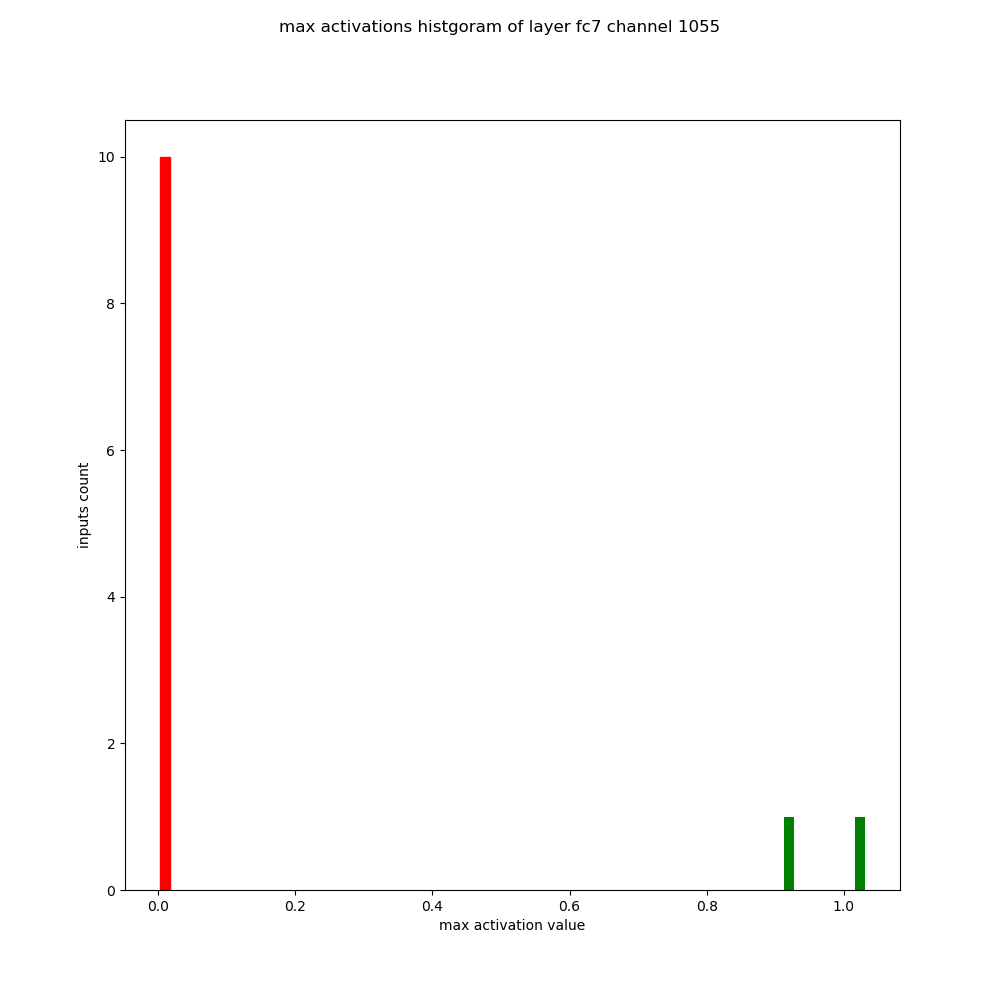 max activations histgoram of layer fc7 channel 1055
10
8
6
4
2
0
inputs count
0.0 0.2 0.4 0.6 0.8 1.0
max activation value